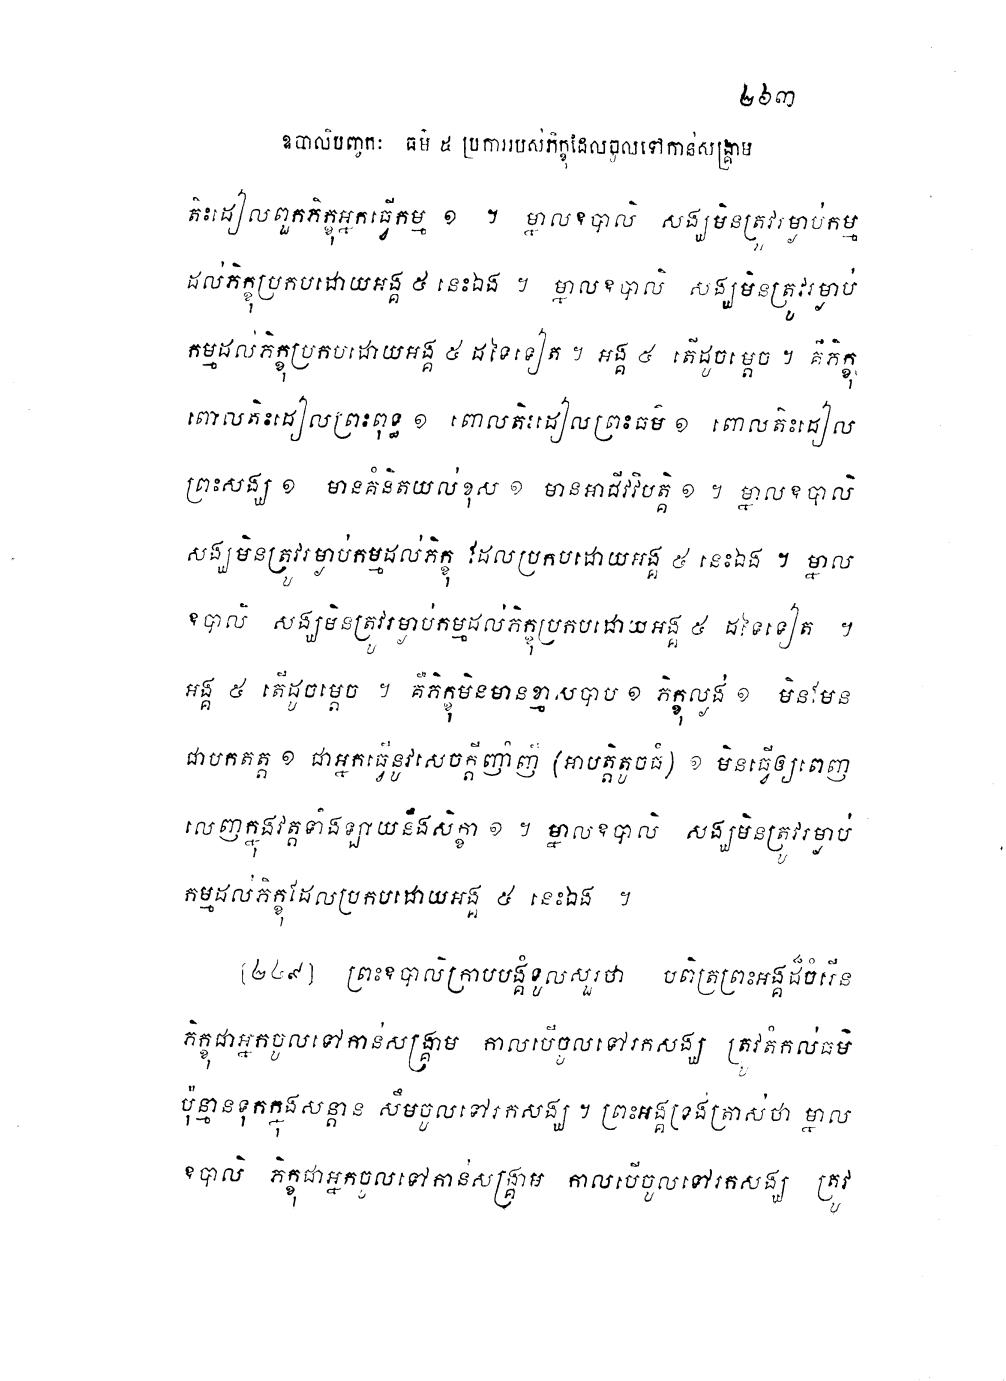 ២៦៣
ឧបាលិបញ្ចកៈ ធម៌ ៥ ប្រការរបស់ភិក្ខុដែលចូលទៅកាន់សង្គ្រាម
តិះដៀលពួកភិក្ខុអ្នកធ្វើកម្ម ១ ។ ម្នាលឧបាលិ សង្ឃមិនត្រូវរម្ងាប់កម្ម
ដល់ភិក្ខុប្រកបដោយអង្គ ៥ នេះឯង ។ ម្នាលឧបាលិ សង្ឃមិនត្រូវរម្ងាប់
កម្មដល់ភិក្ខុប្រកបដោយអង្គ ៥ ដទៃទៀត ។ អង្គ ៥ តើដូចម្តេច ។ គឺភិក្ខុ
ពោលតិះដៀលព្រះពុទ្ធ ១ ពោលតិះដៀលព្រះធម៌ ១ ពោលតិះដៀល
ព្រះសង្ឃ ១ មានគំនិតយល់ខុស ១ មានអាជីវវិបត្តិ ១ ។ ម្នាលឧបាលិ
សង្ឃមិនត្រូវរម្ងាប់កម្មដល់ភិក្ខុ ដែលប្រកបដោយអង្គ ៥ នេះឯង ។ ម្នាល
ឧបាលិ សង្ឃមិនត្រូវរម្ងាប់កម្មដល់ភិក្ខុប្រកបដោយអង្គ ៥ ដទៃទៀត ។
អង្គ ៥ តើដូចម្តេច ។ គឺភិក្ខុមិនមានខ្មាសបាប ១ ភិក្ខុល្ងង់ ១ មិនមែន
ជាបកតត្ត ១ ជាអ្នកធ្វើនូវសេចក្តីញាំញី (អាបត្តិតូចធំ) ១ មិនធ្វើឲ្យពេញ
លេញក្នុងវត្តទាំងឡាយនឹងសិក្ខា ១ ។ ម្នាលឧបាលិ សង្ឃមិនត្រូវរម្ងាប់
កម្មដល់ភិក្ខុដែលប្រកបដោយអង្គ ៥ នេះឯង ។
(២៤៩) ព្រះឧបាលិក្រាបបង្គំទូលសួរថា បពិត្រព្រះអង្គដ៏ចំរើន
ភិក្ខុជាអ្នកចូលទៅកាន់សង្គ្រាម កាលបើចូលទៅរកសង្ឃ ត្រូវតំកល់ធម៌
ប៉ុន្មានទុកក្នុងសន្តាន សឹមចូលទៅរកសង្ឃ ។ ព្រះអង្គទ្រង់ត្រាស់ថា ម្នាល
ឧបាលិ ភិក្ខុជាអ្នកចូលទៅកាន់សង្គ្រាម កាលបើចូលទៅរកសង្ឃ ត្រូវ